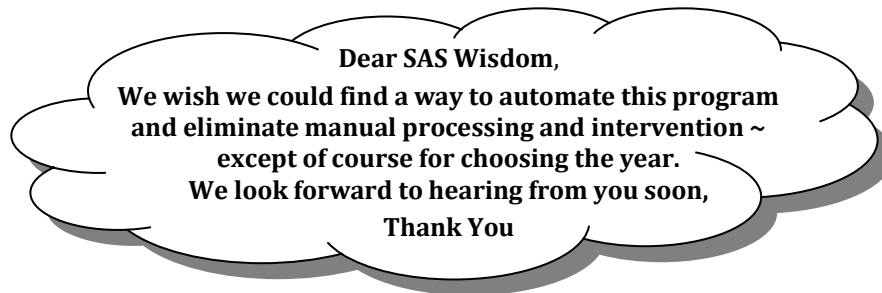 Dear SAS Wisdom,
We wish we could find a way to automate this program
and eliminate manual processing and intervention ~
except of course for choosing the year.
We look forward to hearing from you soon,
Thank You